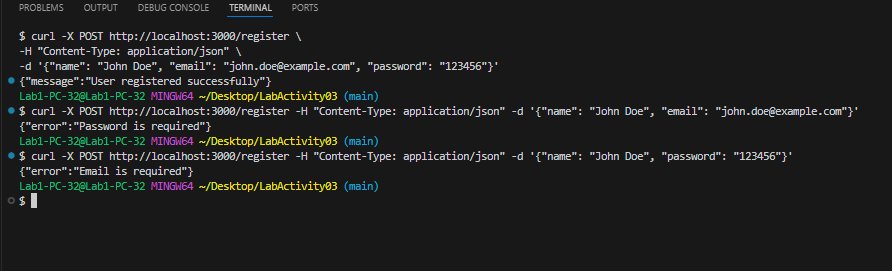 PROBLEMS OUTPUT DEBUG CONSOLE TERMINAL PORTS
$ curl -X POST http://localhost:3000/register \
-H "Content-Type: application/json" \
-d '{"name": "John Doe", "email": "john.doe@example.com", "password": "123456"}'
{"message":"User registered successfully"}
Lab1-PC-32@Lab1-PC-32 MINGW64 ~/Desktop/LabActivity03 (main)
$ curl -X POST http://localhost:3000/register -H "Content-Type: application/json" -d '{"name": "John Doe", "email": "john.doe@example.com"}'
{"error":"Password is required"}
Lab1-PC-32@Lab1-PC-32 MINGW64 ~/Desktop/LabActivity03 (main)
$ curl -X POST http://localhost:3000/register -H "Content-Type: application/json" -d '{"name": "John Doe", "password": "123456"}'
{"error":"Email is required"}
Lab1-PC-32@Lab1-PC-32 MINGW64 ~/Desktop/LabActivity03 (main)
$